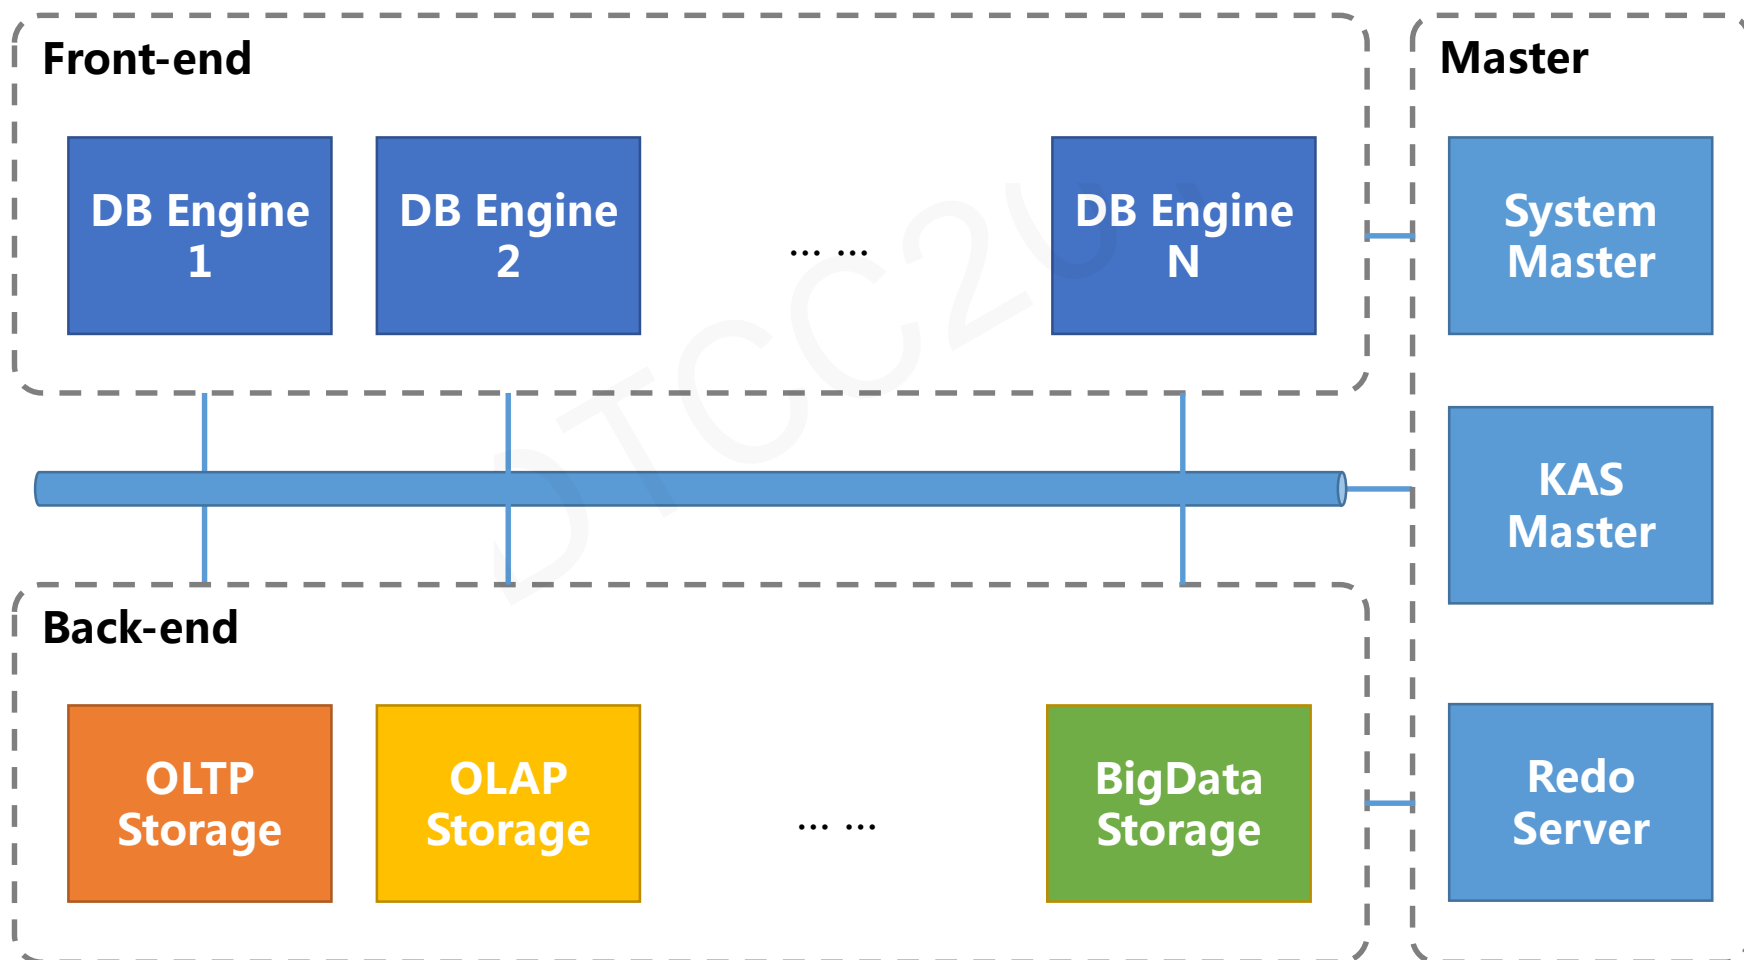 Front-end
DB Engine
1
DB Engine
2
... ...
DB Engine
N
Master
System
Master
KAS
Master
Redo
Server
Back-end
OLTP
Storage
OLAP
Storage
... ...
BigData
Storage
DTCC20